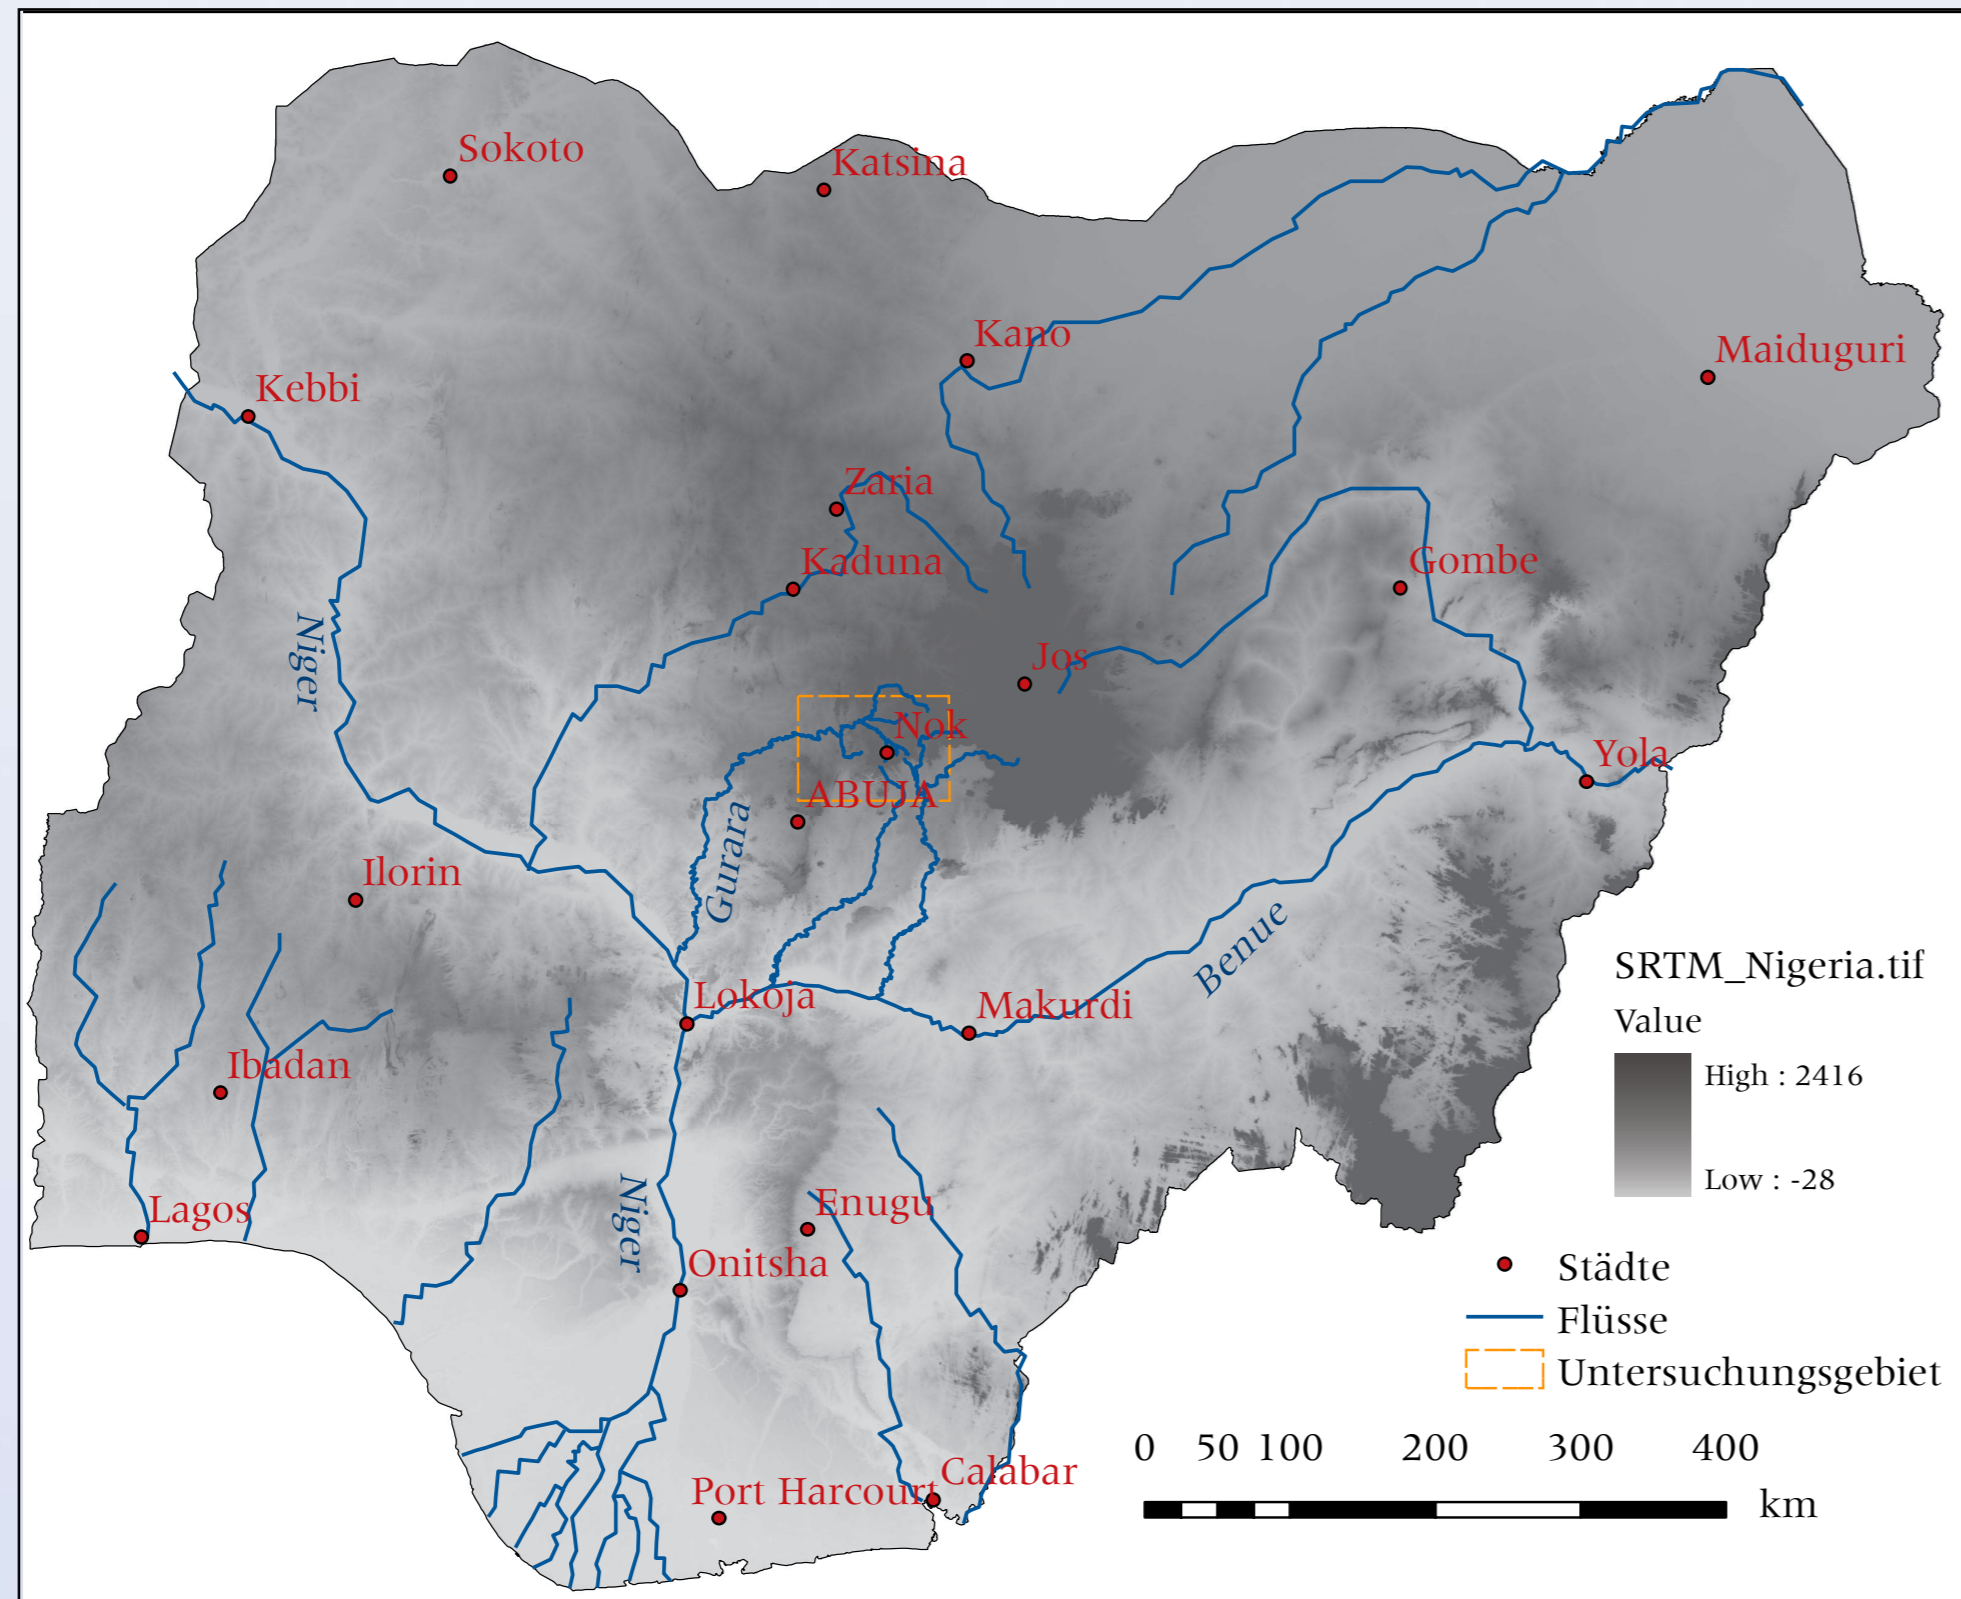 Sokoto
Katsina
Kano
Maiduguri
Kebbi
Zaria
Kaduna
Gombe
Niger
Jos
Nok
Yola
ABUJA
Gurara
Ilorin
Benue
SRTM_Nigeria.tif
Lokoja
Makurdi
Value
Ibadan
High : 2416
Low : -28
Niger
Lagos
Enugu
Onitsha
Städte
Flüsse
Untersuchungsgebiet
0 50 100 200 300 400
km
Port Harcourt
Calabar